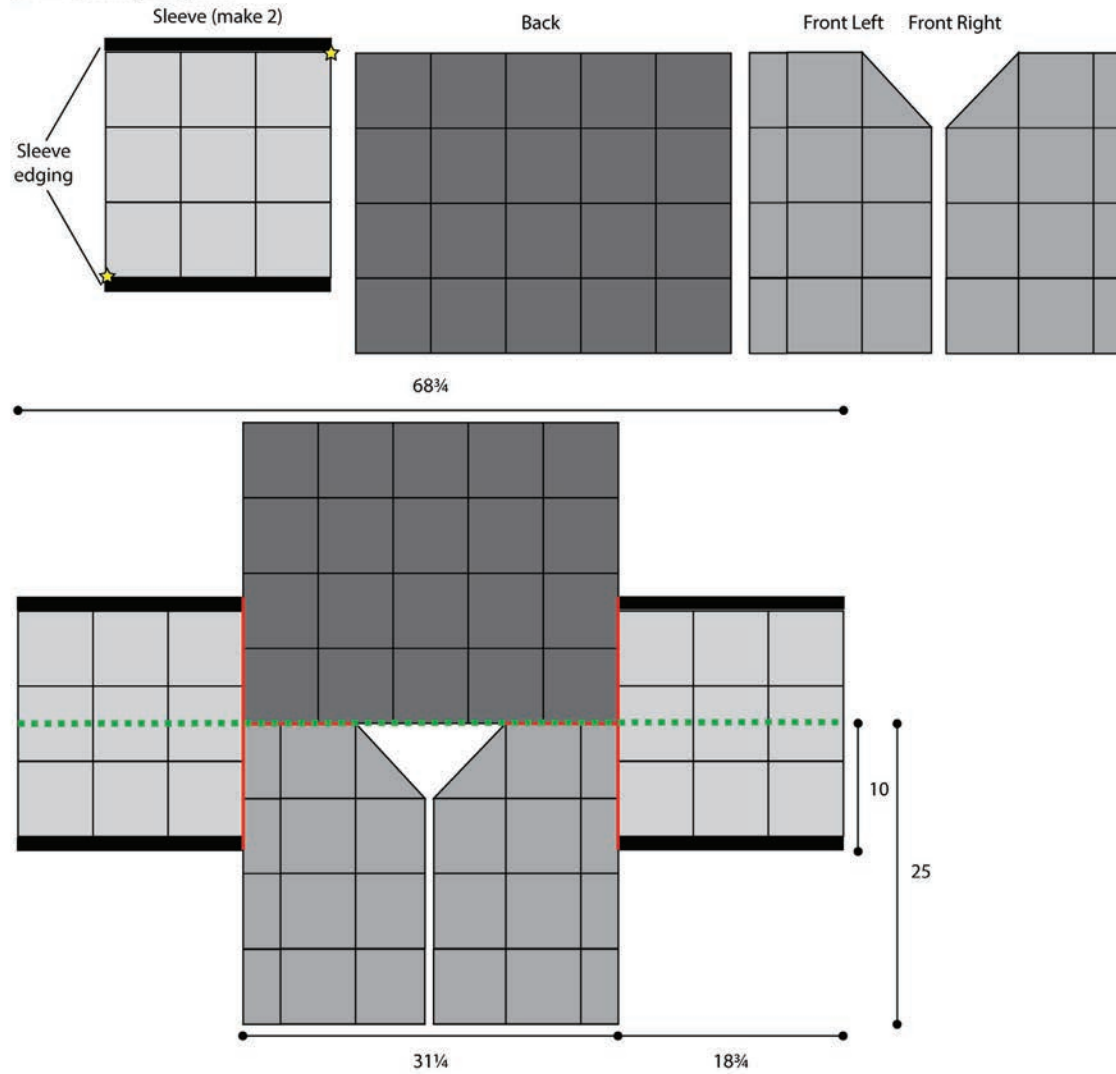 Sleeve (make 2)
Back
Front Left
Front Right
Sleeve
edging
68¾
10
25
31¼
18¾